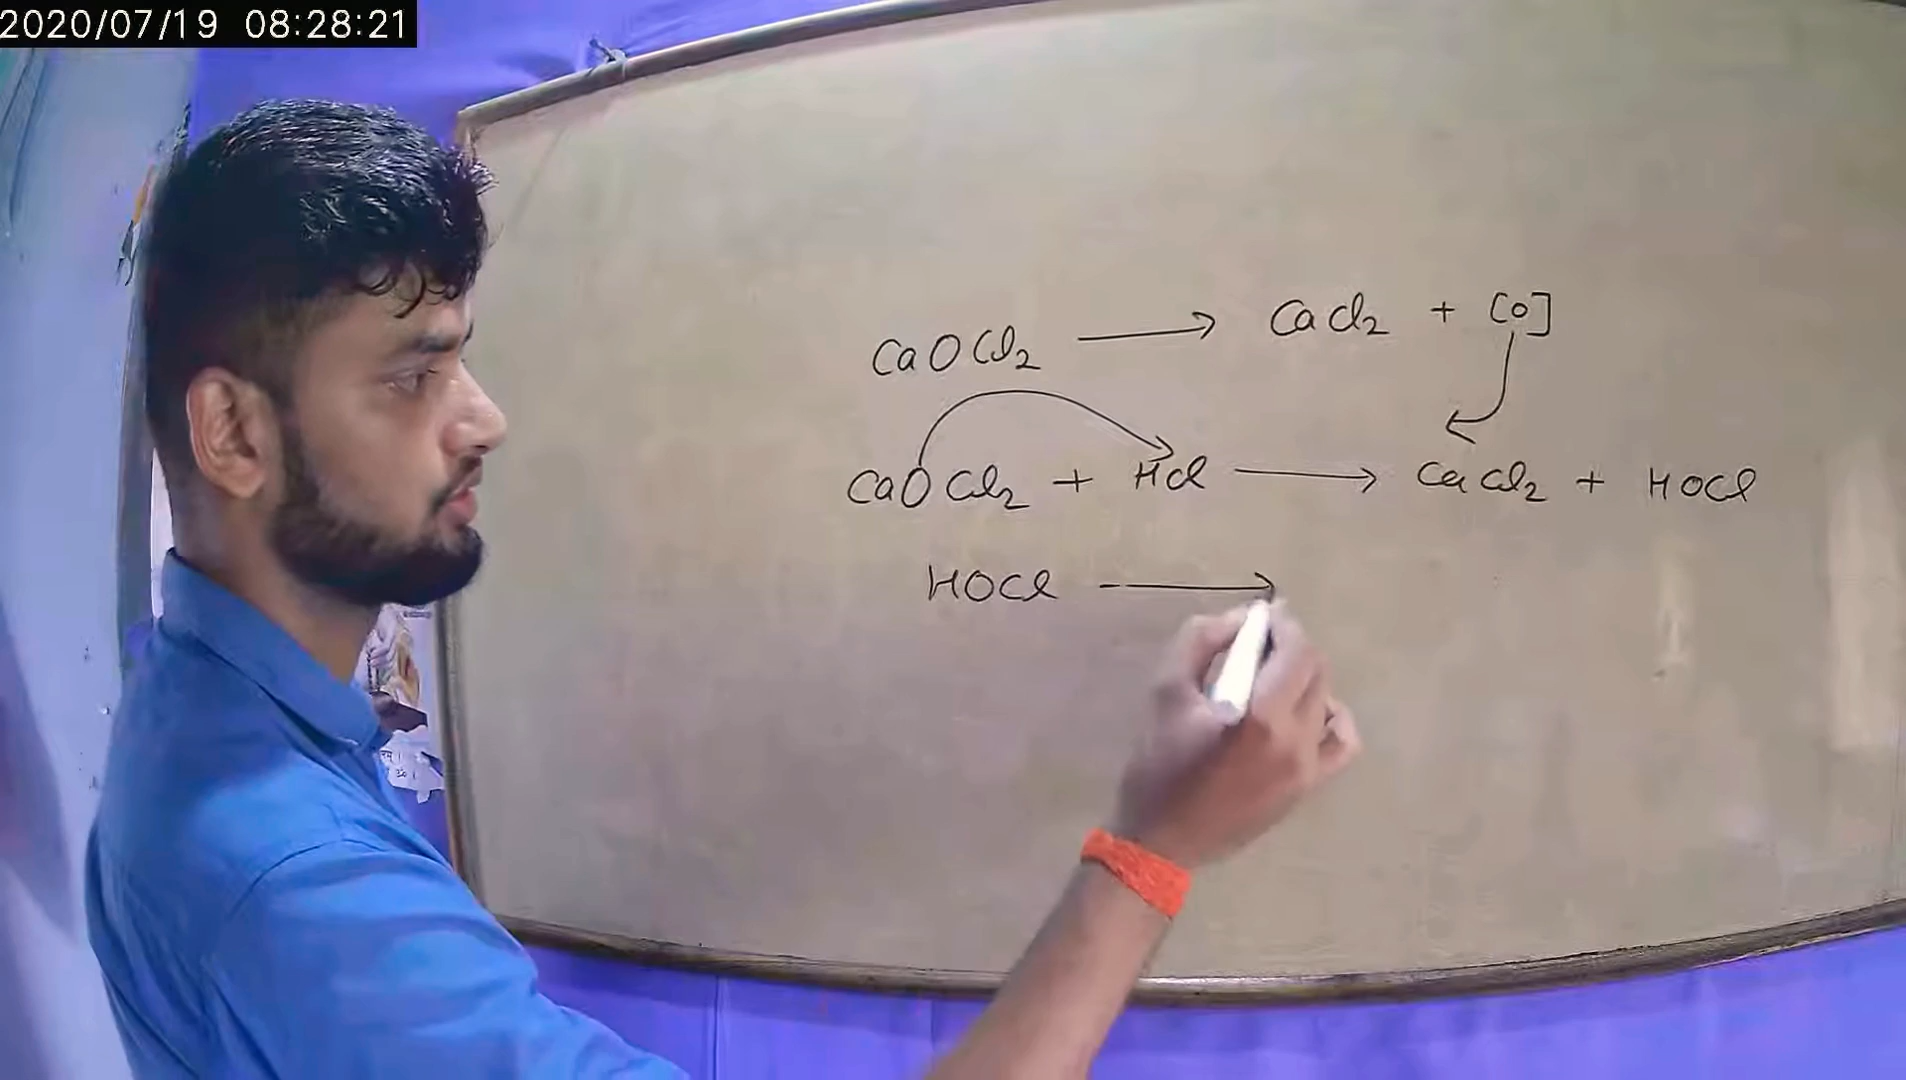 2020/07/19 08:28:21
CaOCl2 → CaCl2 + [O]
CaOCl2 + HCl → CaCl2 + HOCl
HOCl →